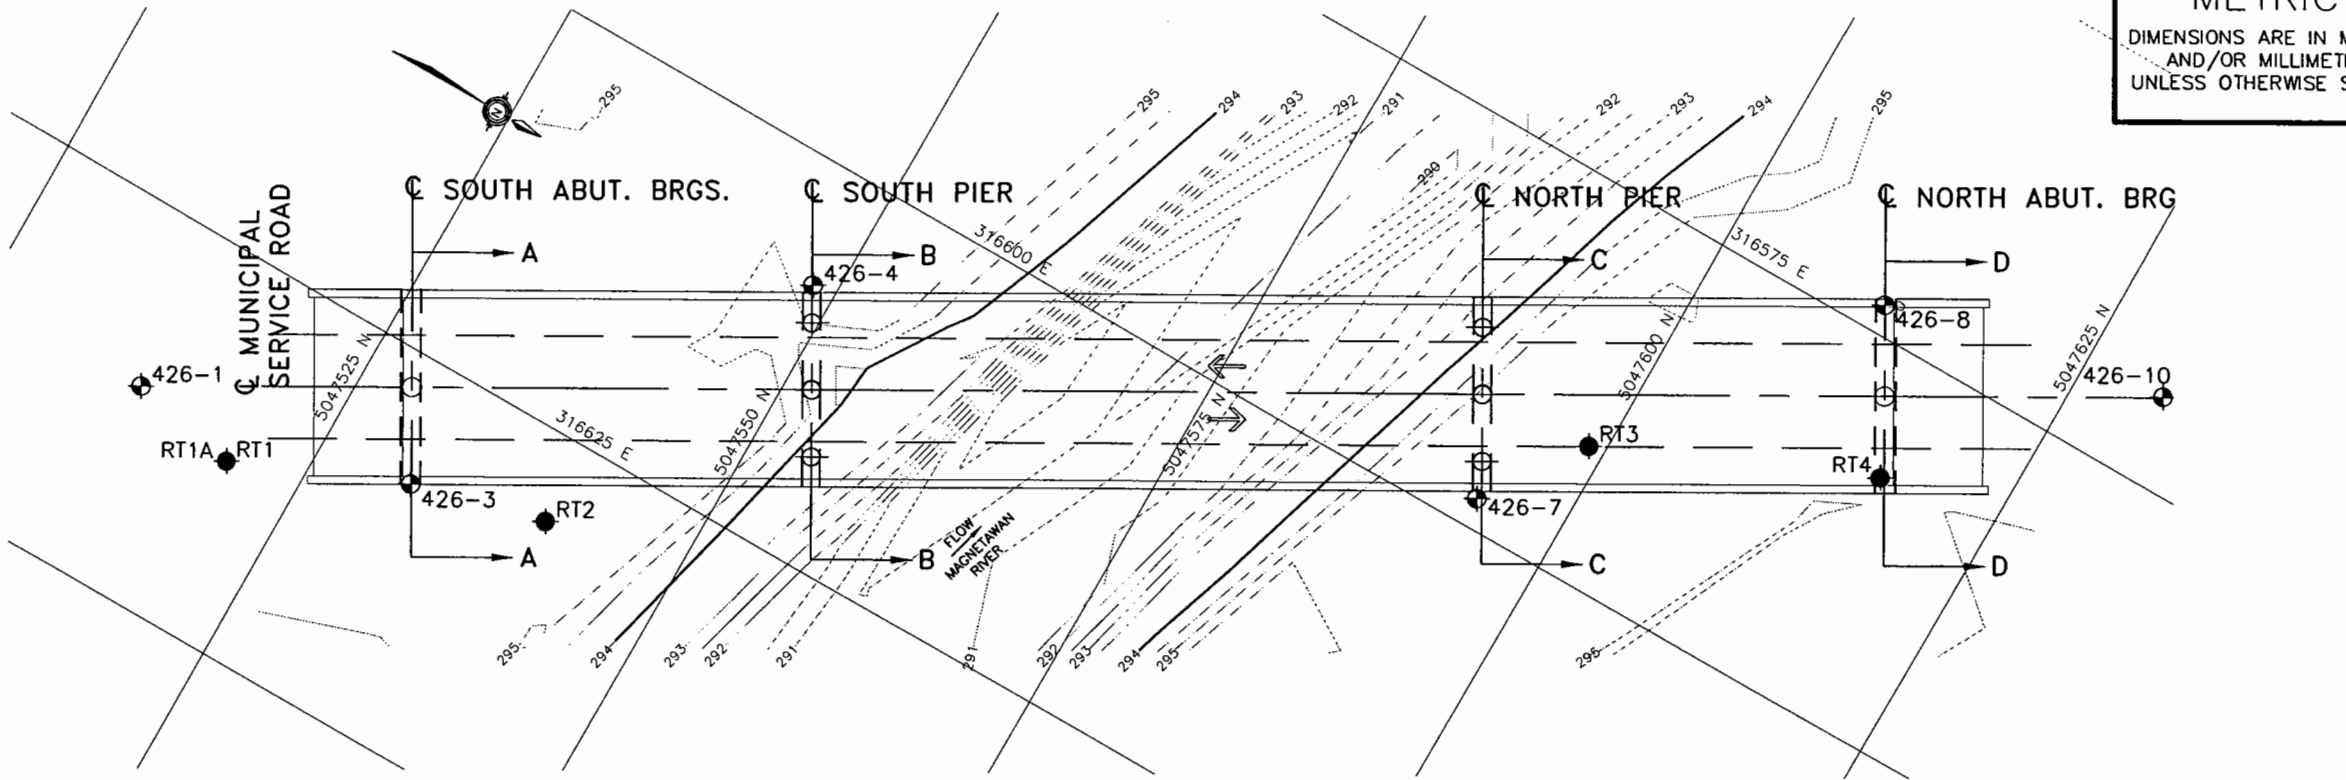 METRIC
DIMENSIONS ARE IN M
AND/OR MILLIMET
UNLESS OTHERWISE S
N
295
295
294
293
292
291
290
292
293
294
295
℄ SOUTH ABUT. BRGS.
℄ SOUTH PIER
℄ NORTH PIER
℄ NORTH ABUT. BRG
℄ MUNICIPAL
SERVICE ROAD
A
B
C
D
316600 E
316575 E
426-4
426-8
5047525 N
5047600 N
5047625 N
426-1
426-10
316625 E
5047550 N
5047575 N
RT1A
RT1
RT3
RT4
426-3
RT2
426-7
FLOW
MAGNETAWAN
RIVER
A
B
C
D
295
294
293
292
291
291
292
293
294
295